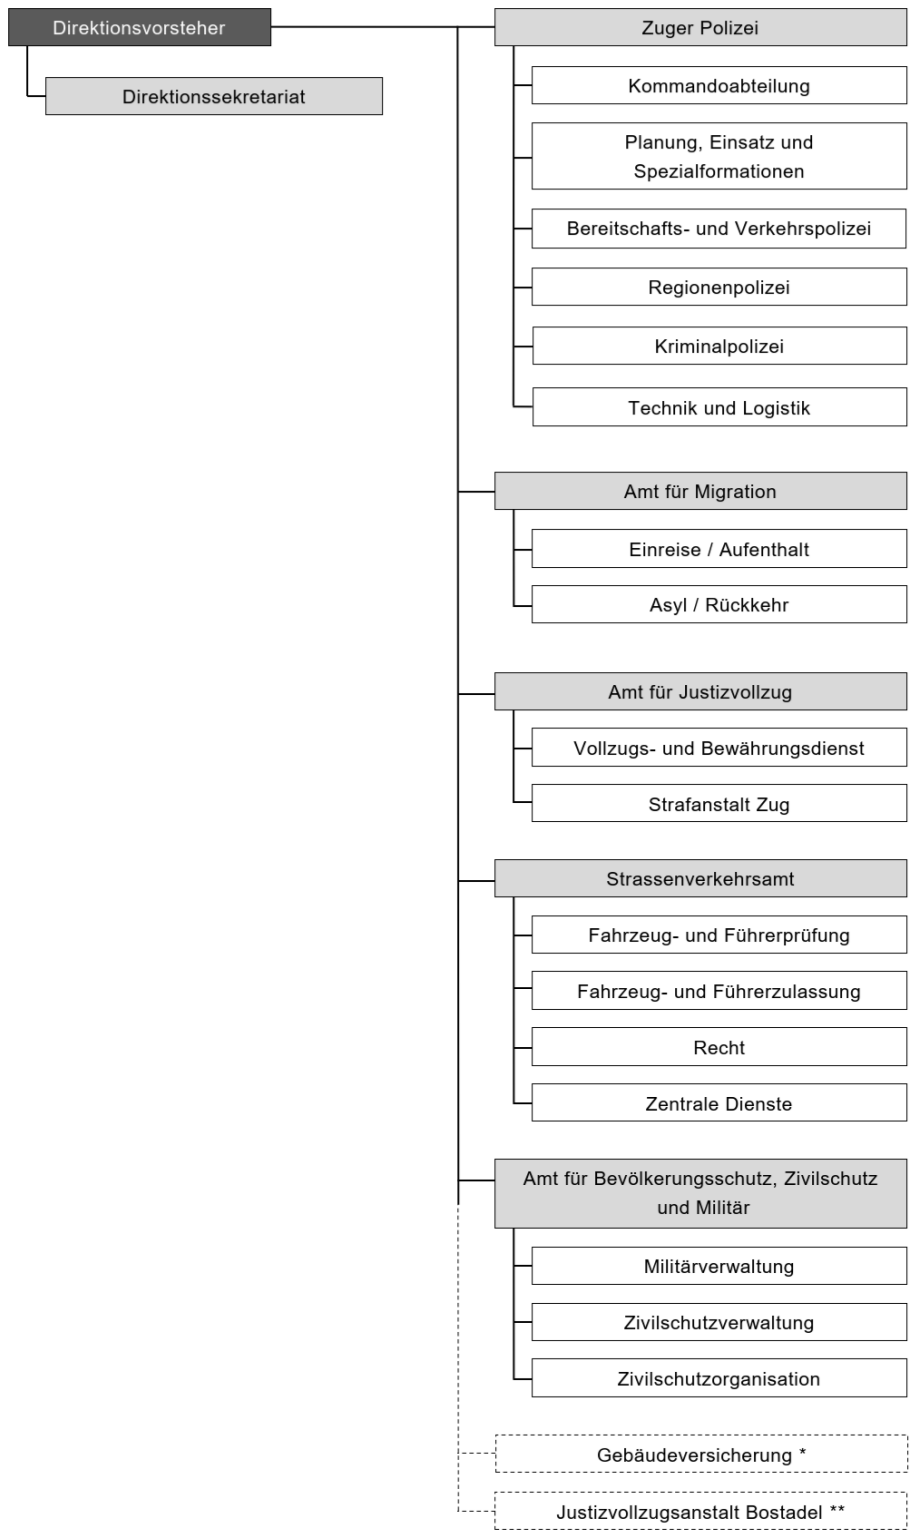 Direktionsvorsteher
Direktionssekretariat
Zuger Polizei
Kommandoabteilung
Planung, Einsatz und
Spezialformationen
Bereitschafts- und Verkehrspolizei
Regionenpolizei
Kriminalpolizei
Technik und Logistik
Amt für Migration
Einreise / Aufenthalt
Asyl / Rückkehr
Amt für Justizvollzug
Vollzugs- und Bewährungsdienst
Strafanstalt Zug
Strassenverkehrsamt
Fahrzeug- und Führerprüfung
Fahrzeug- und Führerzulassung
Recht
Zentrale Dienste
Amt für Bevölkerungsschutz, Zivilschutz
und Militär
Militärverwaltung
Zivilschutzverwaltung
Zivilschutzorganisation
Gebäudeversicherung *
Justizvollzugsanstalt Bostadel **